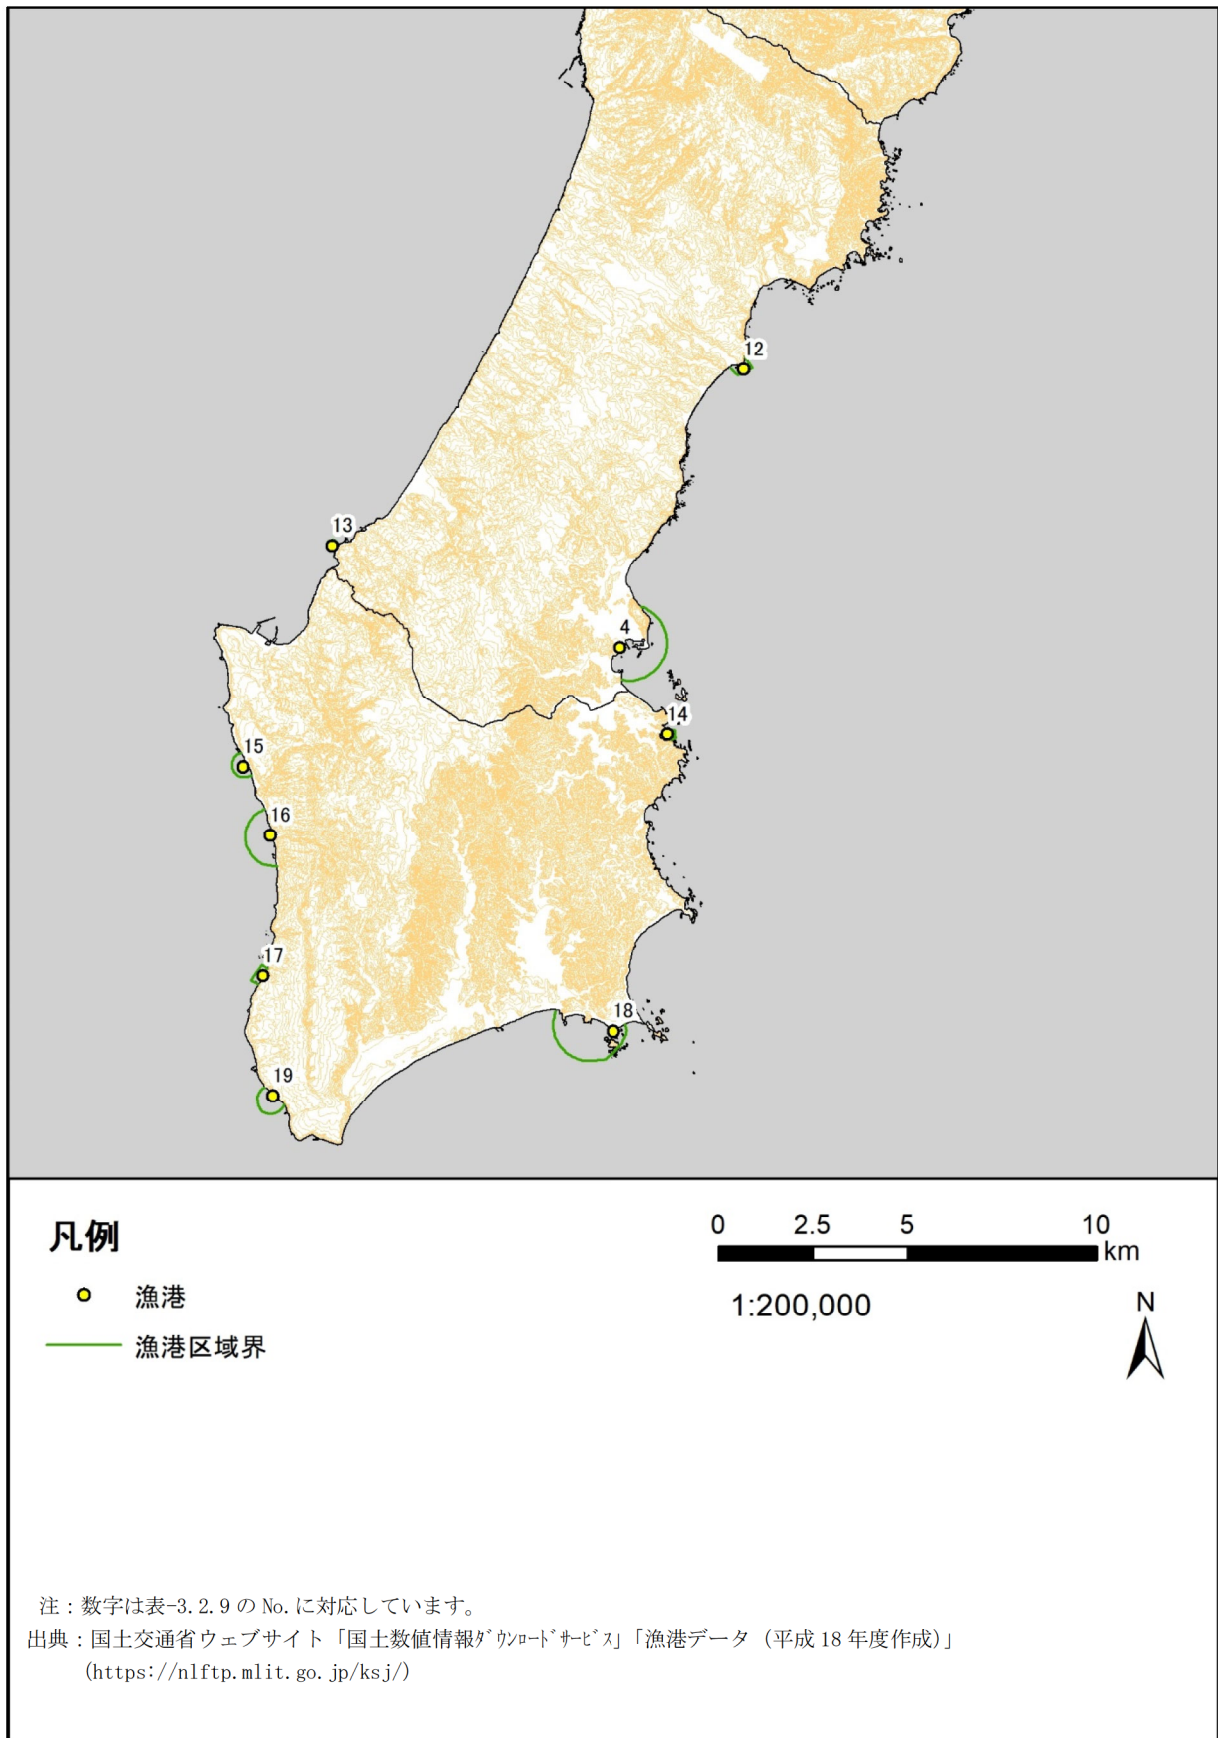 12
13
4
14
15
16
17
18
19
凡例
漁港
漁港区域界
0 2.5 5 10
km
1:200,000
N
注：数字は表-3.2.9 の No.に対応しています。
出典：国土交通省ウェブサイト「国土数値情報ﾀﾞｳﾝﾛｰﾄﾞｻｰﾋﾞｽ」「漁港データ（平成 18 年度作成）」
(https://nlftp.mlit.go.jp/ksj/)